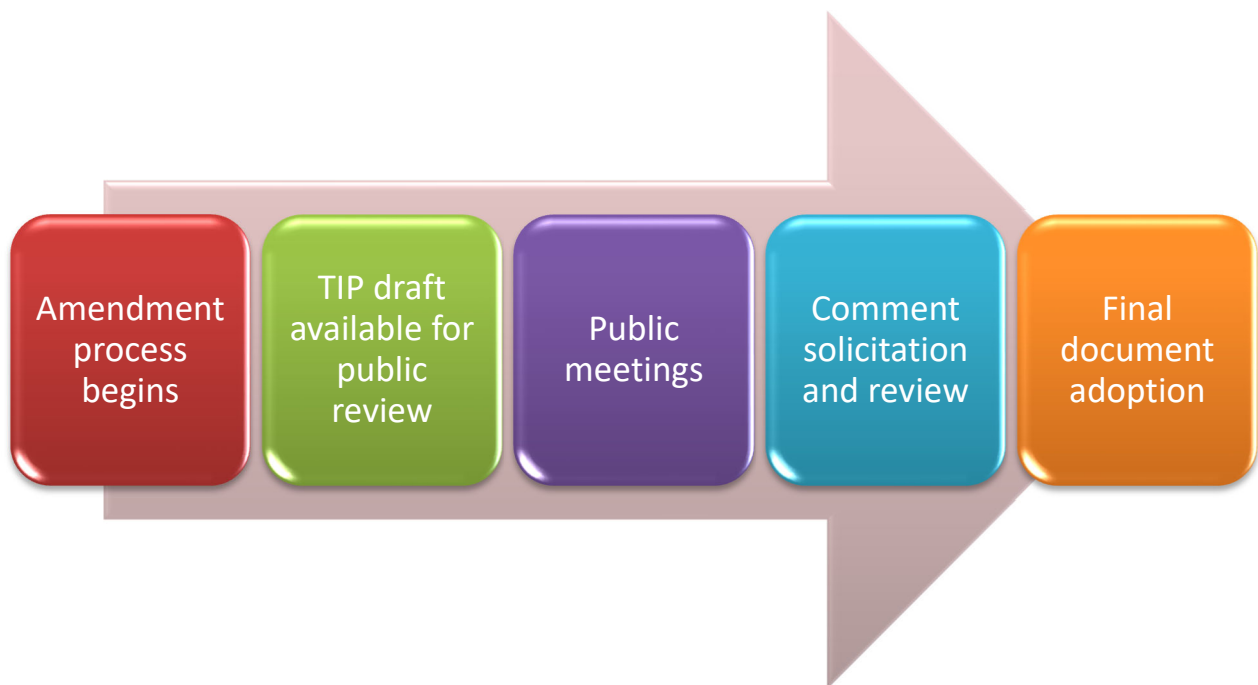 Amendment
process
begins
TIP draft
available for
public
review
Public
meetings
Comment
solicitation
and review
Final
document
adoption